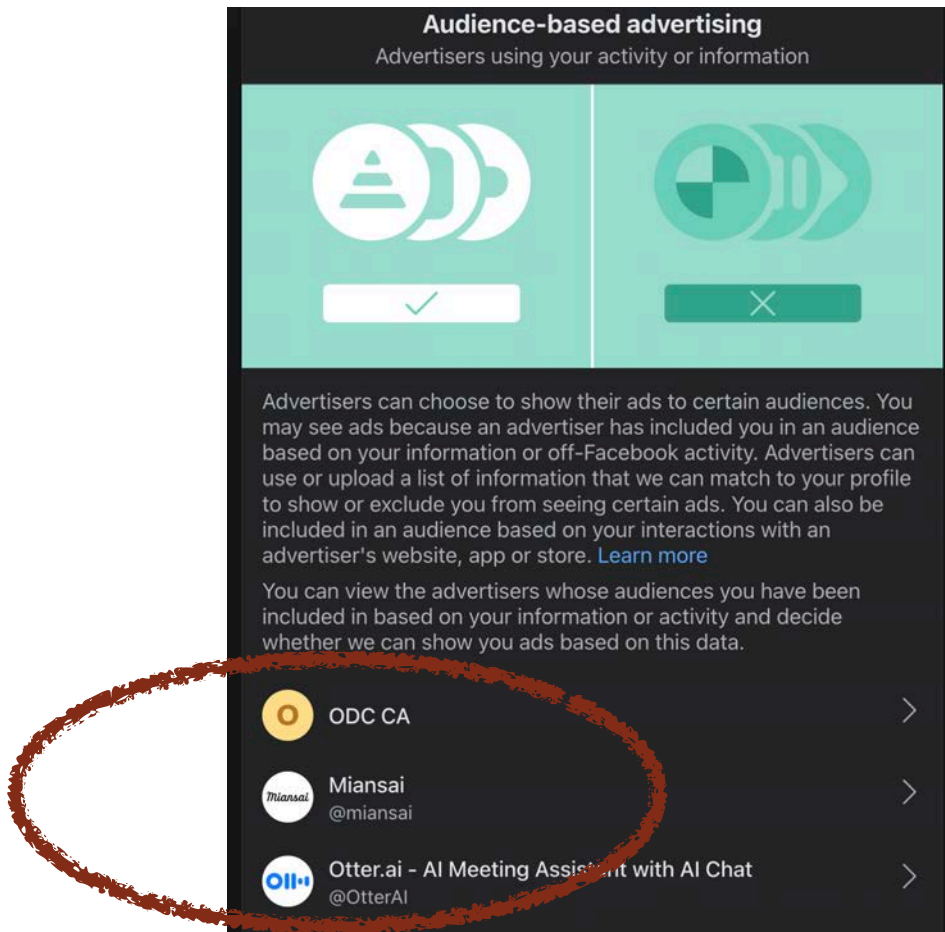 Audience-based advertising
Advertisers using your activity or information
Advertisers can choose to show their ads to certain audiences. You
may see ads because an advertiser has included you in an audience
based on your information or off-Facebook activity. Advertisers can
use or upload a list of information that we can match to your profile
to show or exclude you from seeing certain ads. You can also be
included in an audience based on your interactions with an
advertiser's website, app or store. Learn more
You can view the advertisers whose audiences you have been
included in based on your information or activity and decide
whether we can show you ads based on this data.
O
ODC CA
Miansai
Miansai
@miansai
Otter.ai - AI Meeting Assistant with AI Chat
@OtterAI